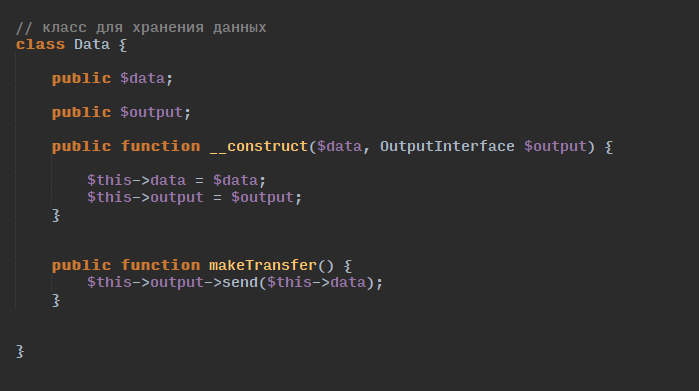 // класс для хранения данных
class Data {
public $data;
public $output;
public function __construct($data, OutputInterface $output) {
$this->data = $data;
$this->output = $output;
}
public function makeTransfer() {
$this->output->send($this->data);
}
}